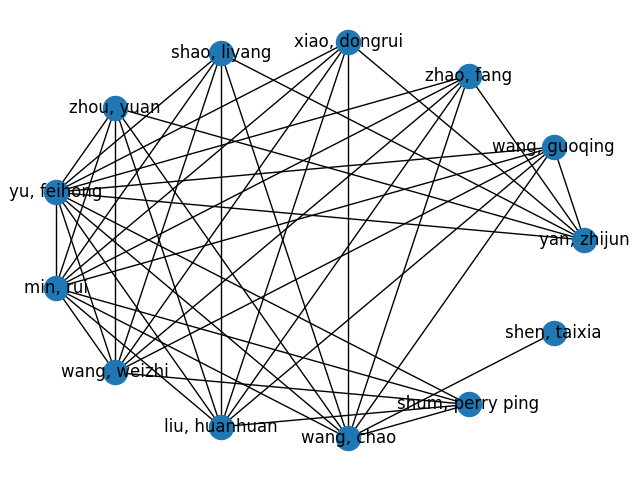 xiao, dongrui
shao, liyang
zhao, fang
zhou, yuan
wang, guoqing
yu, feihong
yan, zhijun
min, rui
shen, taixia
wang, weizhi
shum, perry ping
liu, huanhuan
wang, chao